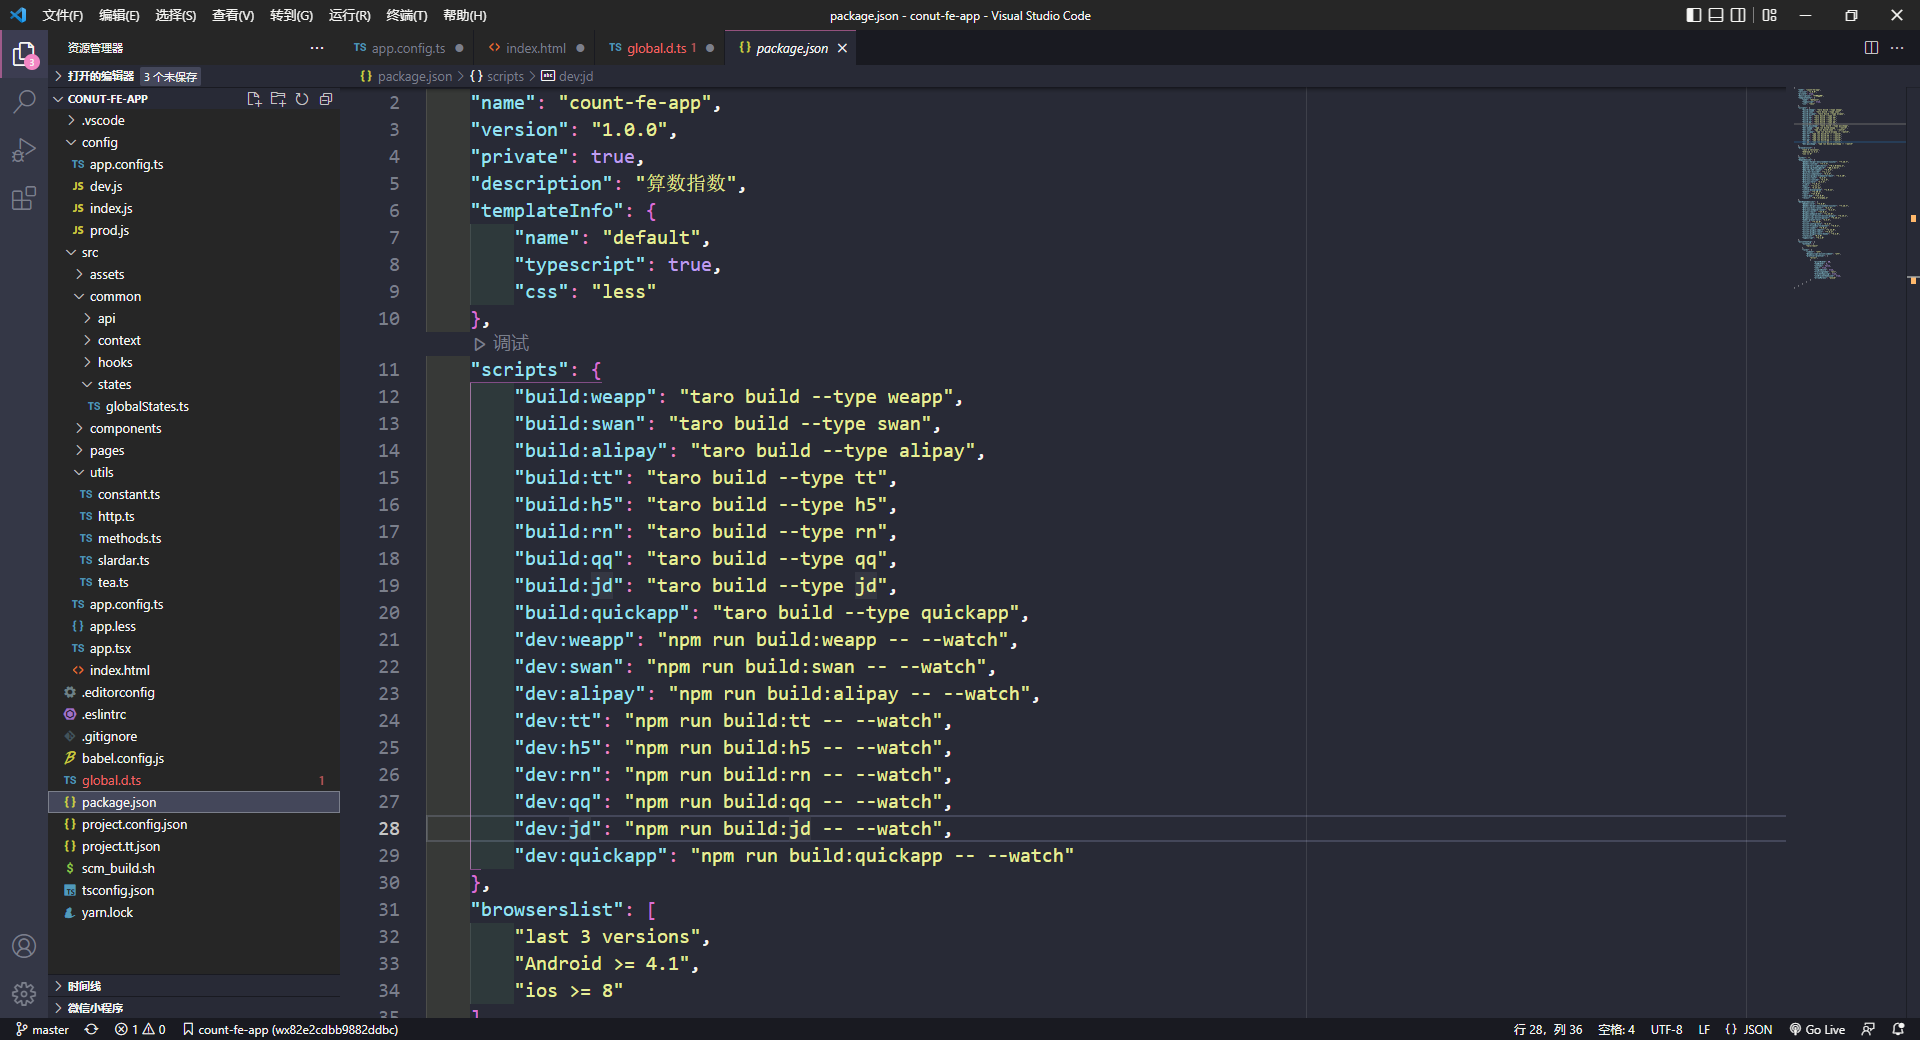 文件(F) 编辑(E) 选择(S) 查看(V) 转到(G) 运行(R) 终端(T) 帮助(H)
package.json - conut-fe-app - Visual Studio Code
资源管理器
3
打开的编辑器 3 个未保存
CONUT-FE-APP
.vscode
config
TS app.config.ts
JS dev.js
JS index.js
JS prod.js
src
assets
common
api
context
hooks
states
TS globalStates.ts
components
pages
utils
TS constant.ts
TS http.ts
TS methods.ts
TS slardar.ts
TS tea.ts
TS app.config.ts
{} app.less
TS app.tsx
<> index.html
.editorconfig
.eslintrc
.gitignore
babel.config.js
TS global.d.ts 1
{} package.json
{} project.config.json
{} project.tt.json
$ scm_build.sh
TS tsconfig.json
yarn.lock
时间线
微信小程序
TS app.config.ts
<> index.html
TS global.d.ts 1
{} package.json
{} package.json > {} scripts > abc dev:jd
2 "name": "count-fe-app",
3 "version": "1.0.0",
4 "private": true,
5 "description": "算数指数",
6 "templateInfo": {
7 "name": "default",
8 "typescript": true,
9 "css": "less"
10 },
调试
11 "scripts": {
12 "build:weapp": "taro build --type weapp",
13 "build:swan": "taro build --type swan",
14 "build:alipay": "taro build --type alipay",
15 "build:tt": "taro build --type tt",
16 "build:h5": "taro build --type h5",
17 "build:rn": "taro build --type rn",
18 "build:qq": "taro build --type qq",
19 "build:jd": "taro build --type jd",
20 "build:quickapp": "taro build --type quickapp",
21 "dev:weapp": "npm run build:weapp -- --watch",
22 "dev:swan": "npm run build:swan -- --watch",
23 "dev:alipay": "npm run build:alipay -- --watch",
24 "dev:tt": "npm run build:tt -- --watch",
25 "dev:h5": "npm run build:h5 -- --watch",
26 "dev:rn": "npm run build:rn -- --watch",
27 "dev:qq": "npm run build:qq -- --watch",
28 "dev:jd": "npm run build:jd -- --watch",
29 "dev:quickapp": "npm run build:quickapp -- --watch"
30 },
31 "browserslist": [
32 "last 3 versions",
33 "Android >= 4.1",
34 "ios >= 8"
35 ]
master 1 0 count-fe-app (wx82e2cdbb9882ddbc)
行 28，列 36 空格: 4 UTF-8 LF {} JSON Go Live